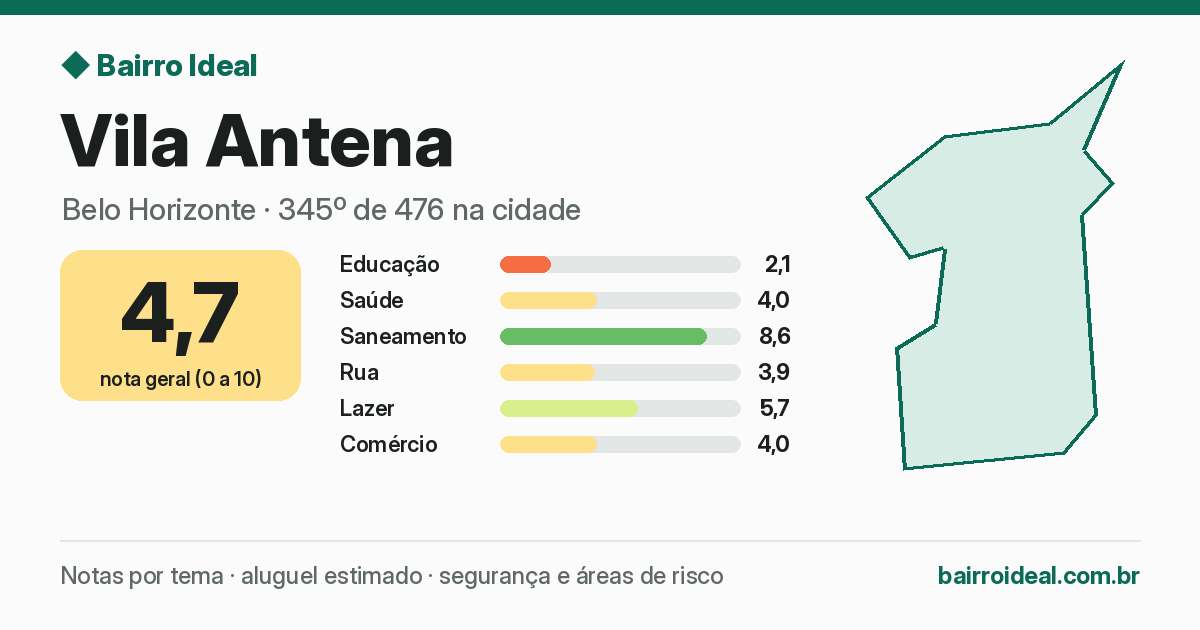 Bairro Ideal
Vila Antena
Belo Horizonte · 345º de 476 na cidade
4,7
nota geral (0 a 10)
Educação 2,1
Saúde 4,0
Saneamento 8,6
Rua 3,9
Lazer 5,7
Comércio 4,0
Notas por tema · aluguel estimado · segurança e áreas de risco
bairroideal.com.br